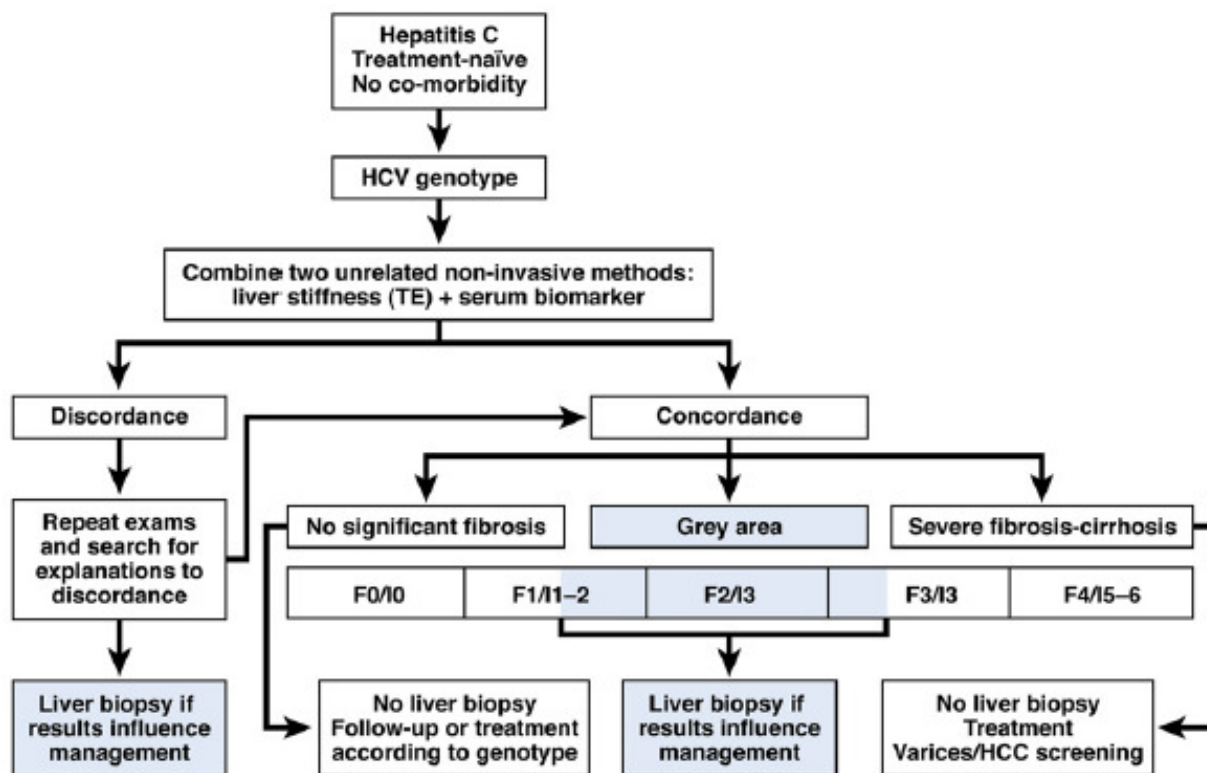 Hepatitis C
Treatment-naïve
No co-morbidity
HCV genotype
Combine two unrelated non-invasive methods:
liver stiffness (TE) + serum biomarker
Discordance
Concordance
Repeat exams
and search for
explanations to
discordance
No significant fibrosis
Grey area
Severe fibrosis-cirrhosis
F0/I0
F1/I1–2
F2/I3
F3/I3
F4/I5–6
Liver biopsy if
results influence
management
No liver biopsy
Follow-up or treatment
according to genotype
Liver biopsy if
results influence
management
No liver biopsy
Treatment
Varices/HCC screening